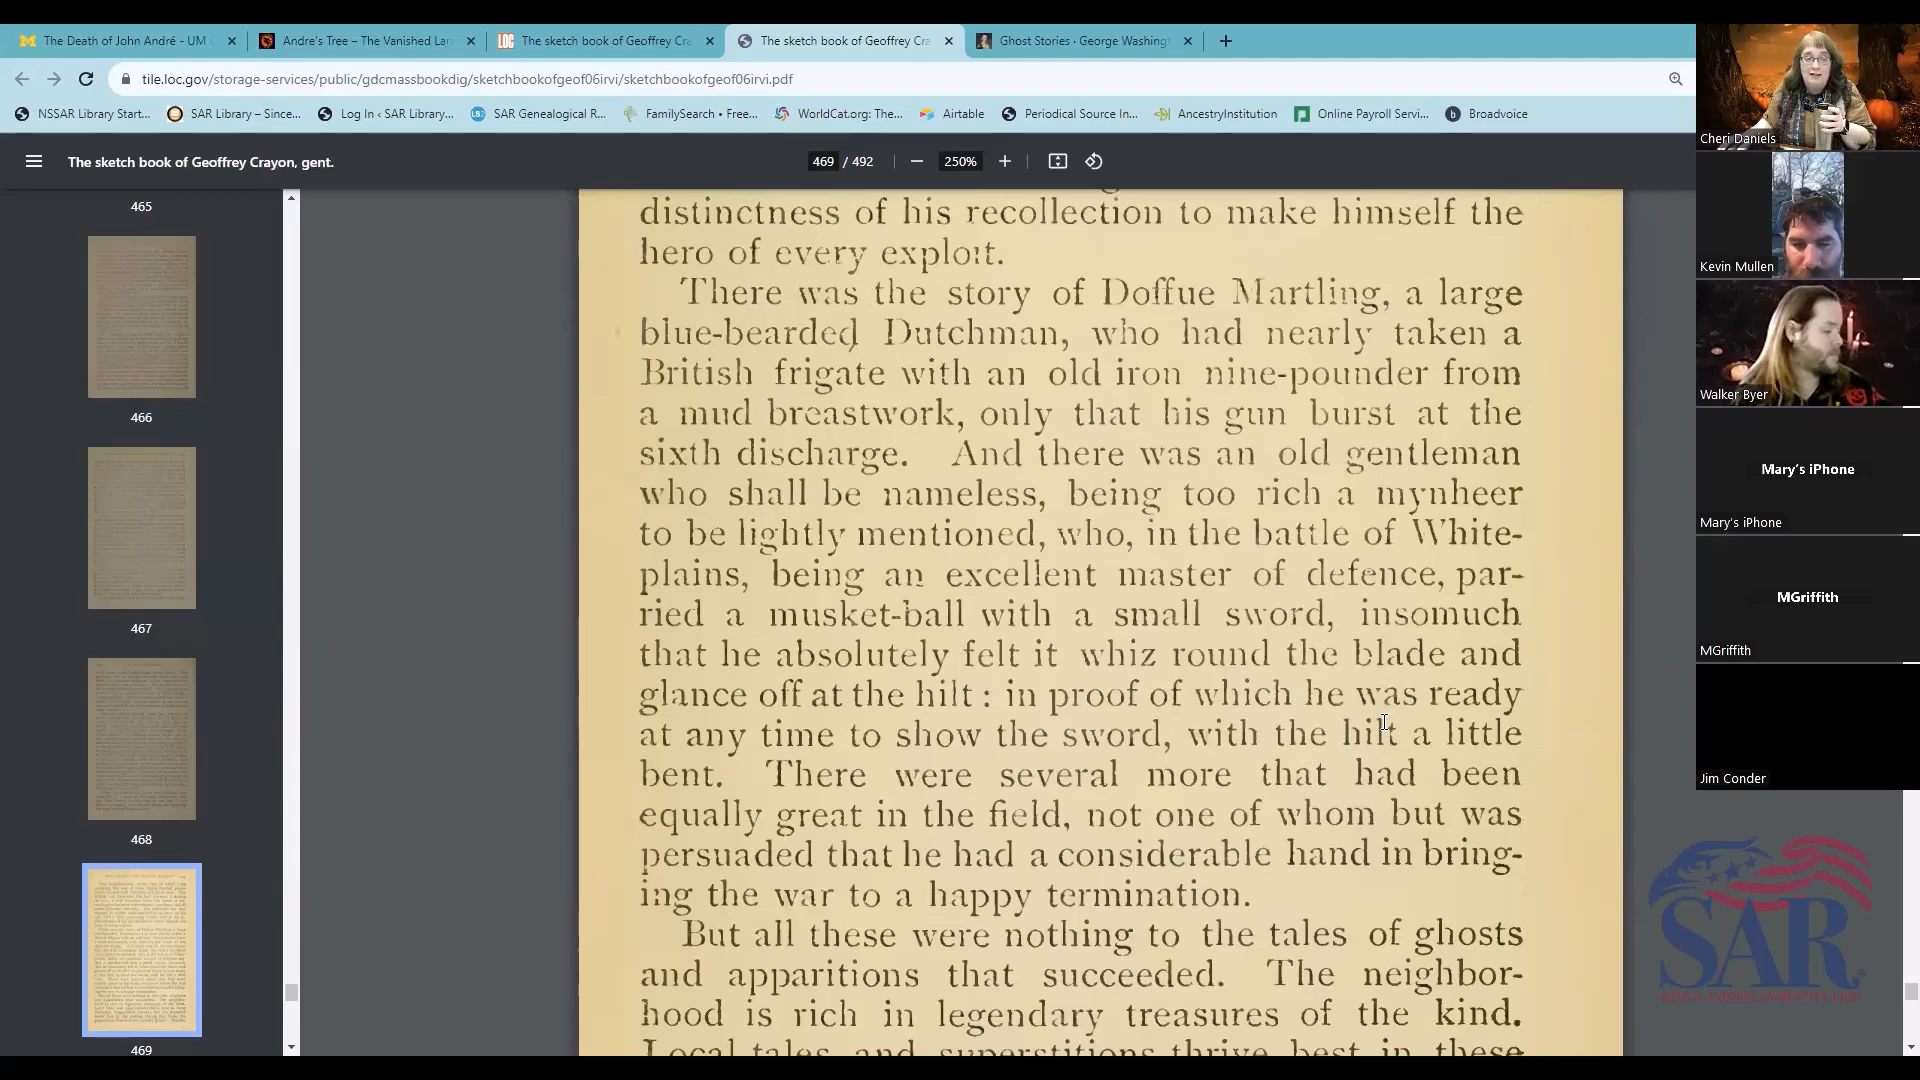 The Death of John André - UM
Andre's Tree – The Vanished Lan
LOC
The sketch book of Geoffrey Cra
The sketch book of Geoffrey Cra
Ghost Stories · George Washing
tile.loc.gov/storage-services/public/gdcmassbookdig/sketchbookofgeof06irvi/sketchbookofgeof06irvi.pdf
NSSAR Library Start...
SAR Library – Since...
Log In ‹ SAR Library...
SAR Genealogical R...
FamilySearch • Free...
WorldCat.org: The...
Airtable
Periodical Source In...
AncestryInstitution
Online Payroll Servi...
Broadvoice
The sketch book of Geoffrey Crayon, gent.
469 / 492
250%
465
466
467
468
469
distinctness of his recollection to make himself the
hero of every exploit.
There was the story of Doffue Martling, a large
blue-bearded Dutchman, who had nearly taken a
British frigate with an old iron nine-pounder from
a mud breastwork, only that his gun burst at the
sixth discharge. And there was an old gentleman
who shall be nameless, being too rich a mynheer
to be lightly mentioned, who, in the battle of White-
plains, being an excellent master of defence, par-
ried a musket-ball with a small sword, insomuch
that he absolutely felt it whiz round the blade and
glance off at the hilt : in proof of which he was ready
at any time to show the sword, with the hilt a little
bent. There were several more that had been
equally great in the field, not one of whom but was
persuaded that he had a considerable hand in bring-
ing the war to a happy termination.
But all these were nothing to the tales of ghosts
and apparitions that succeeded. The neighbor-
hood is rich in legendary treasures of the kind.
Local tales and superstitions thrive best in these
Cheri Daniels
Kevin Mullen
Walker Byer
Mary's iPhone
Mary's iPhone
MGriffith
MGriffith
Jim Conder
SAR